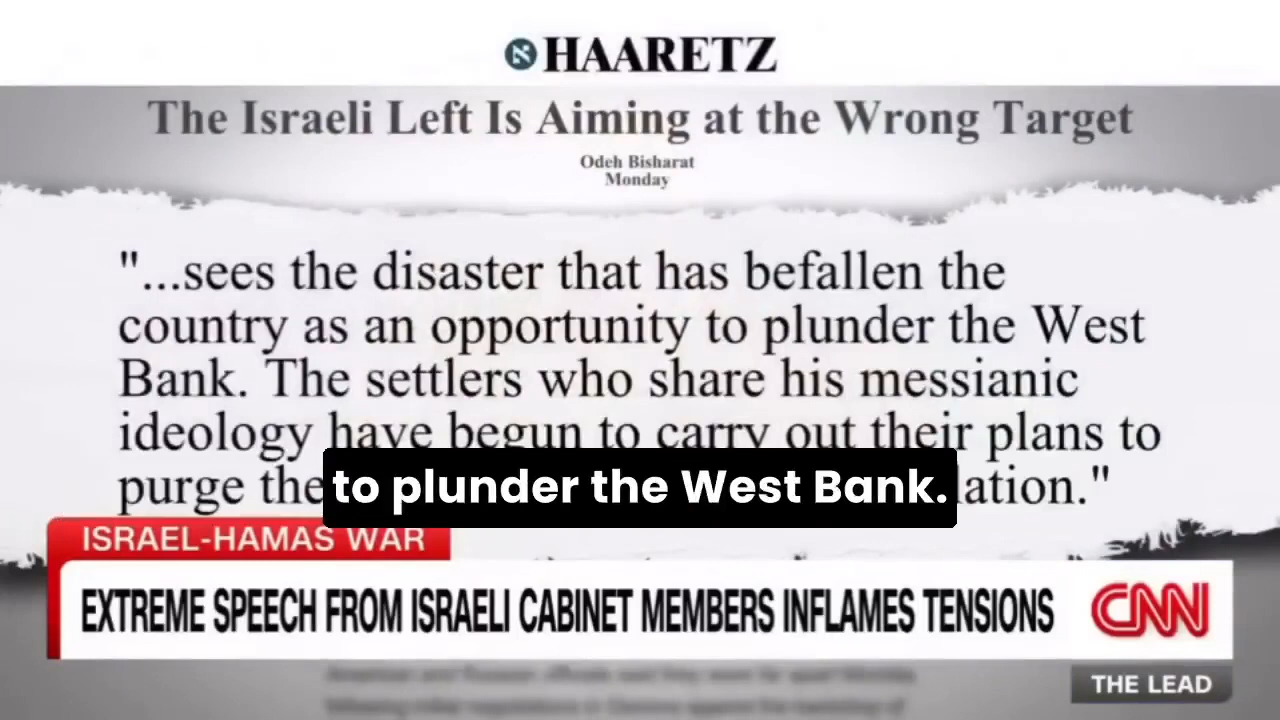 HAARETZ
The Israeli Left Is Aiming at the Wrong Target
Odeh Bisharat
Monday
"...sees the disaster that has befallen the
country as an opportunity to plunder the West
Bank. The settlers who share his messianic
ideology have begun to carry out their plans to
purge the lation."
to plunder the West Bank.
ISRAEL-HAMAS WAR
EXTREME SPEECH FROM ISRAELI CABINET MEMBERS INFLAMES TENSIONS
CNN
THE LEAD